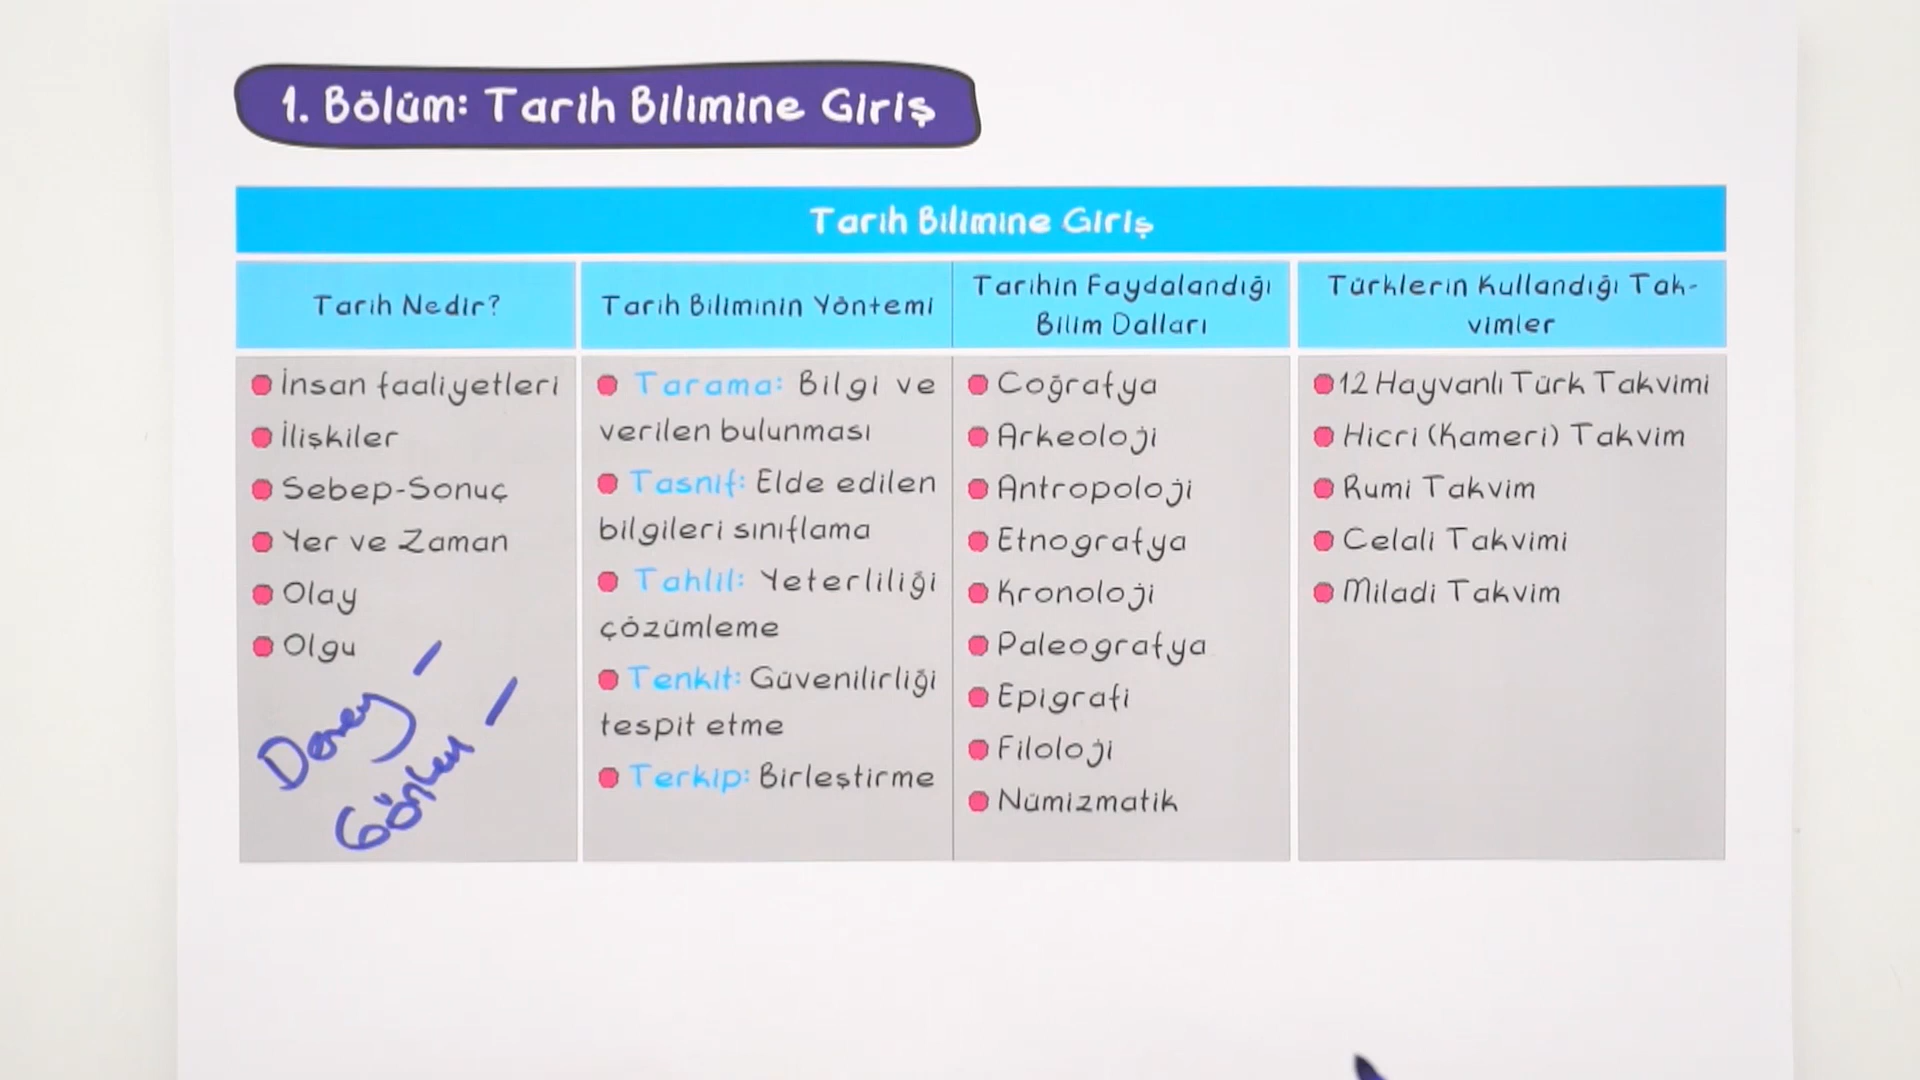 1. Bölüm: Tarih Bilimine Giriş
Tarih Bilimine Giriş
Tarih Nedir?
İnsan faaliyetleri
İlişkiler
Sebep-Sonuç
Yer ve Zaman
Olay
Olgu
Deney -
Gözlem -
Tarih Biliminin Yöntemi
Tarama: Bilgi ve
verilen bulunması
Tasnif: Elde edilen
bilgileri sınıflama
Tahlil: Yeterliliği
çözümleme
Tenkit: Güvenilirliği
tespit etme
Terkip: Birleştirme
Tarihin Faydalandığı
Bilim Dalları
Coğrafya
Arkeoloji
Antropoloji
Etnografya
Kronoloji
Paleografya
Epigrafi
Filoloji
Nümizmatik
Türklerin Kullandığı Tak-
vimler
12 Hayvanlı Türk Takvimi
Hicri (Kameri) Takvim
Rumi Takvim
Celali Takvimi
Miladi Takvim